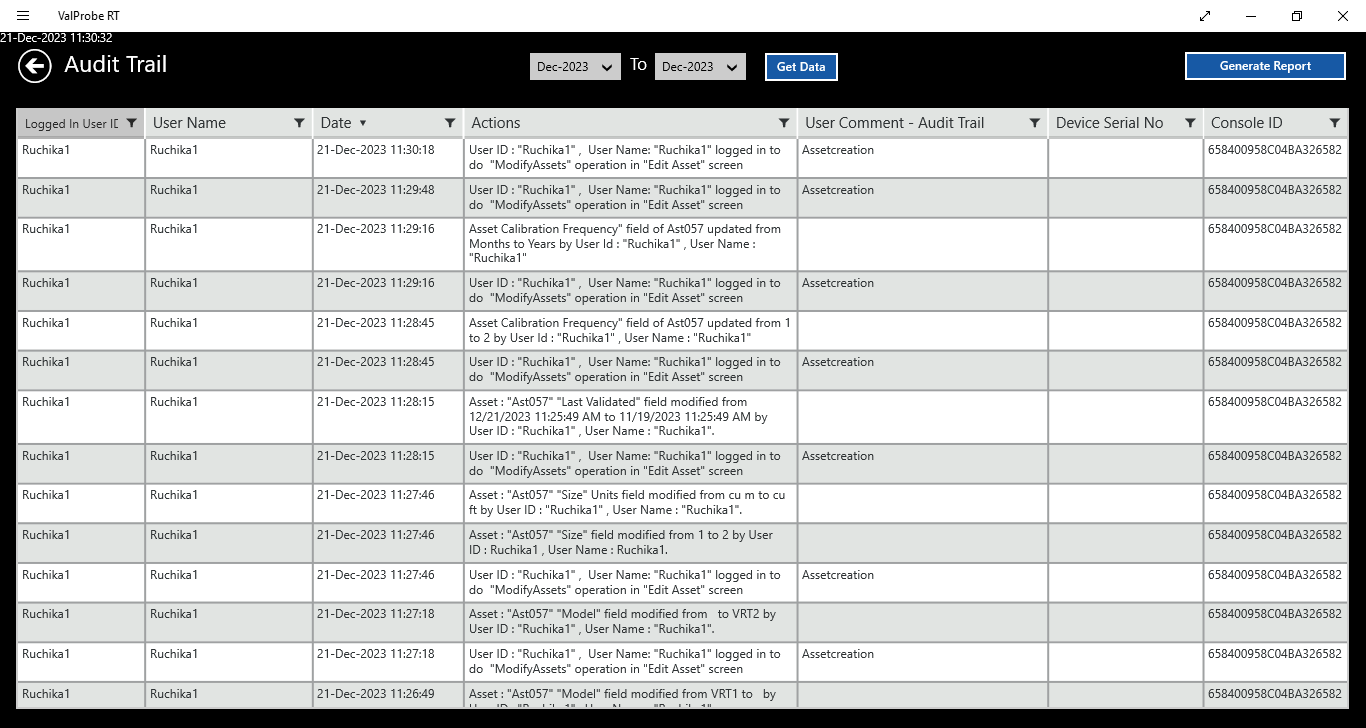 ValProbe RT
21-Dec-2023 11:30:32
Audit Trail
Dec-2023 To Dec-2023 Get Data Generate Report
Logged In User ID User Name Date Actions User Comment - Audit Trail Device Serial No Console ID
Ruchika1 Ruchika1 21-Dec-2023 11:30:18 User ID : "Ruchika1" , User Name: "Ruchika1" logged in to Assetcreation 658400958C04BA326582
do "ModifyAssets" operation in "Edit Asset" screen
Ruchika1 Ruchika1 21-Dec-2023 11:29:48 User ID : "Ruchika1" , User Name: "Ruchika1" logged in to Assetcreation 658400958C04BA326582
do "ModifyAssets" operation in "Edit Asset" screen
Ruchika1 Ruchika1 21-Dec-2023 11:29:16 Asset Calibration Frequency" field of Ast057 updated from 658400958C04BA326582
Months to Years by User Id : "Ruchika1" , User Name :
"Ruchika1"
Ruchika1 Ruchika1 21-Dec-2023 11:29:16 User ID : "Ruchika1" , User Name: "Ruchika1" logged in to Assetcreation 658400958C04BA326582
do "ModifyAssets" operation in "Edit Asset" screen
Ruchika1 Ruchika1 21-Dec-2023 11:28:45 Asset Calibration Frequency" field of Ast057 updated from 1 658400958C04BA326582
to 2 by User Id : "Ruchika1" , User Name : "Ruchika1"
Ruchika1 Ruchika1 21-Dec-2023 11:28:45 User ID : "Ruchika1" , User Name: "Ruchika1" logged in to Assetcreation 658400958C04BA326582
do "ModifyAssets" operation in "Edit Asset" screen
Ruchika1 Ruchika1 21-Dec-2023 11:28:15 Asset : "Ast057" "Last Validated" field modified from 658400958C04BA326582
12/21/2023 11:25:49 AM to 11/19/2023 11:25:49 AM by
User ID : "Ruchika1" , User Name : "Ruchika1".
Ruchika1 Ruchika1 21-Dec-2023 11:28:15 User ID : "Ruchika1" , User Name: "Ruchika1" logged in to Assetcreation 658400958C04BA326582
do "ModifyAssets" operation in "Edit Asset" screen
Ruchika1 Ruchika1 21-Dec-2023 11:27:46 Asset : "Ast057" "Size" Units field modified from cu m to cu 658400958C04BA326582
ft by User ID : "Ruchika1" , User Name : "Ruchika1".
Ruchika1 Ruchika1 21-Dec-2023 11:27:46 Asset : "Ast057" "Size" field modified from 1 to 2 by User 658400958C04BA326582
ID : Ruchika1 , User Name : Ruchika1.
Ruchika1 Ruchika1 21-Dec-2023 11:27:46 User ID : "Ruchika1" , User Name: "Ruchika1" logged in to Assetcreation 658400958C04BA326582
do "ModifyAssets" operation in "Edit Asset" screen
Ruchika1 Ruchika1 21-Dec-2023 11:27:18 Asset : "Ast057" "Model" field modified from to VRT2 by 658400958C04BA326582
User ID : "Ruchika1" , User Name : "Ruchika1".
Ruchika1 Ruchika1 21-Dec-2023 11:27:18 User ID : "Ruchika1" , User Name: "Ruchika1" logged in to Assetcreation 658400958C04BA326582
do "ModifyAssets" operation in "Edit Asset" screen
Ruchika1 Ruchika1 21-Dec-2023 11:26:49 Asset : "Ast057" "Model" field modified from VRT1 to by 658400958C04BA326582